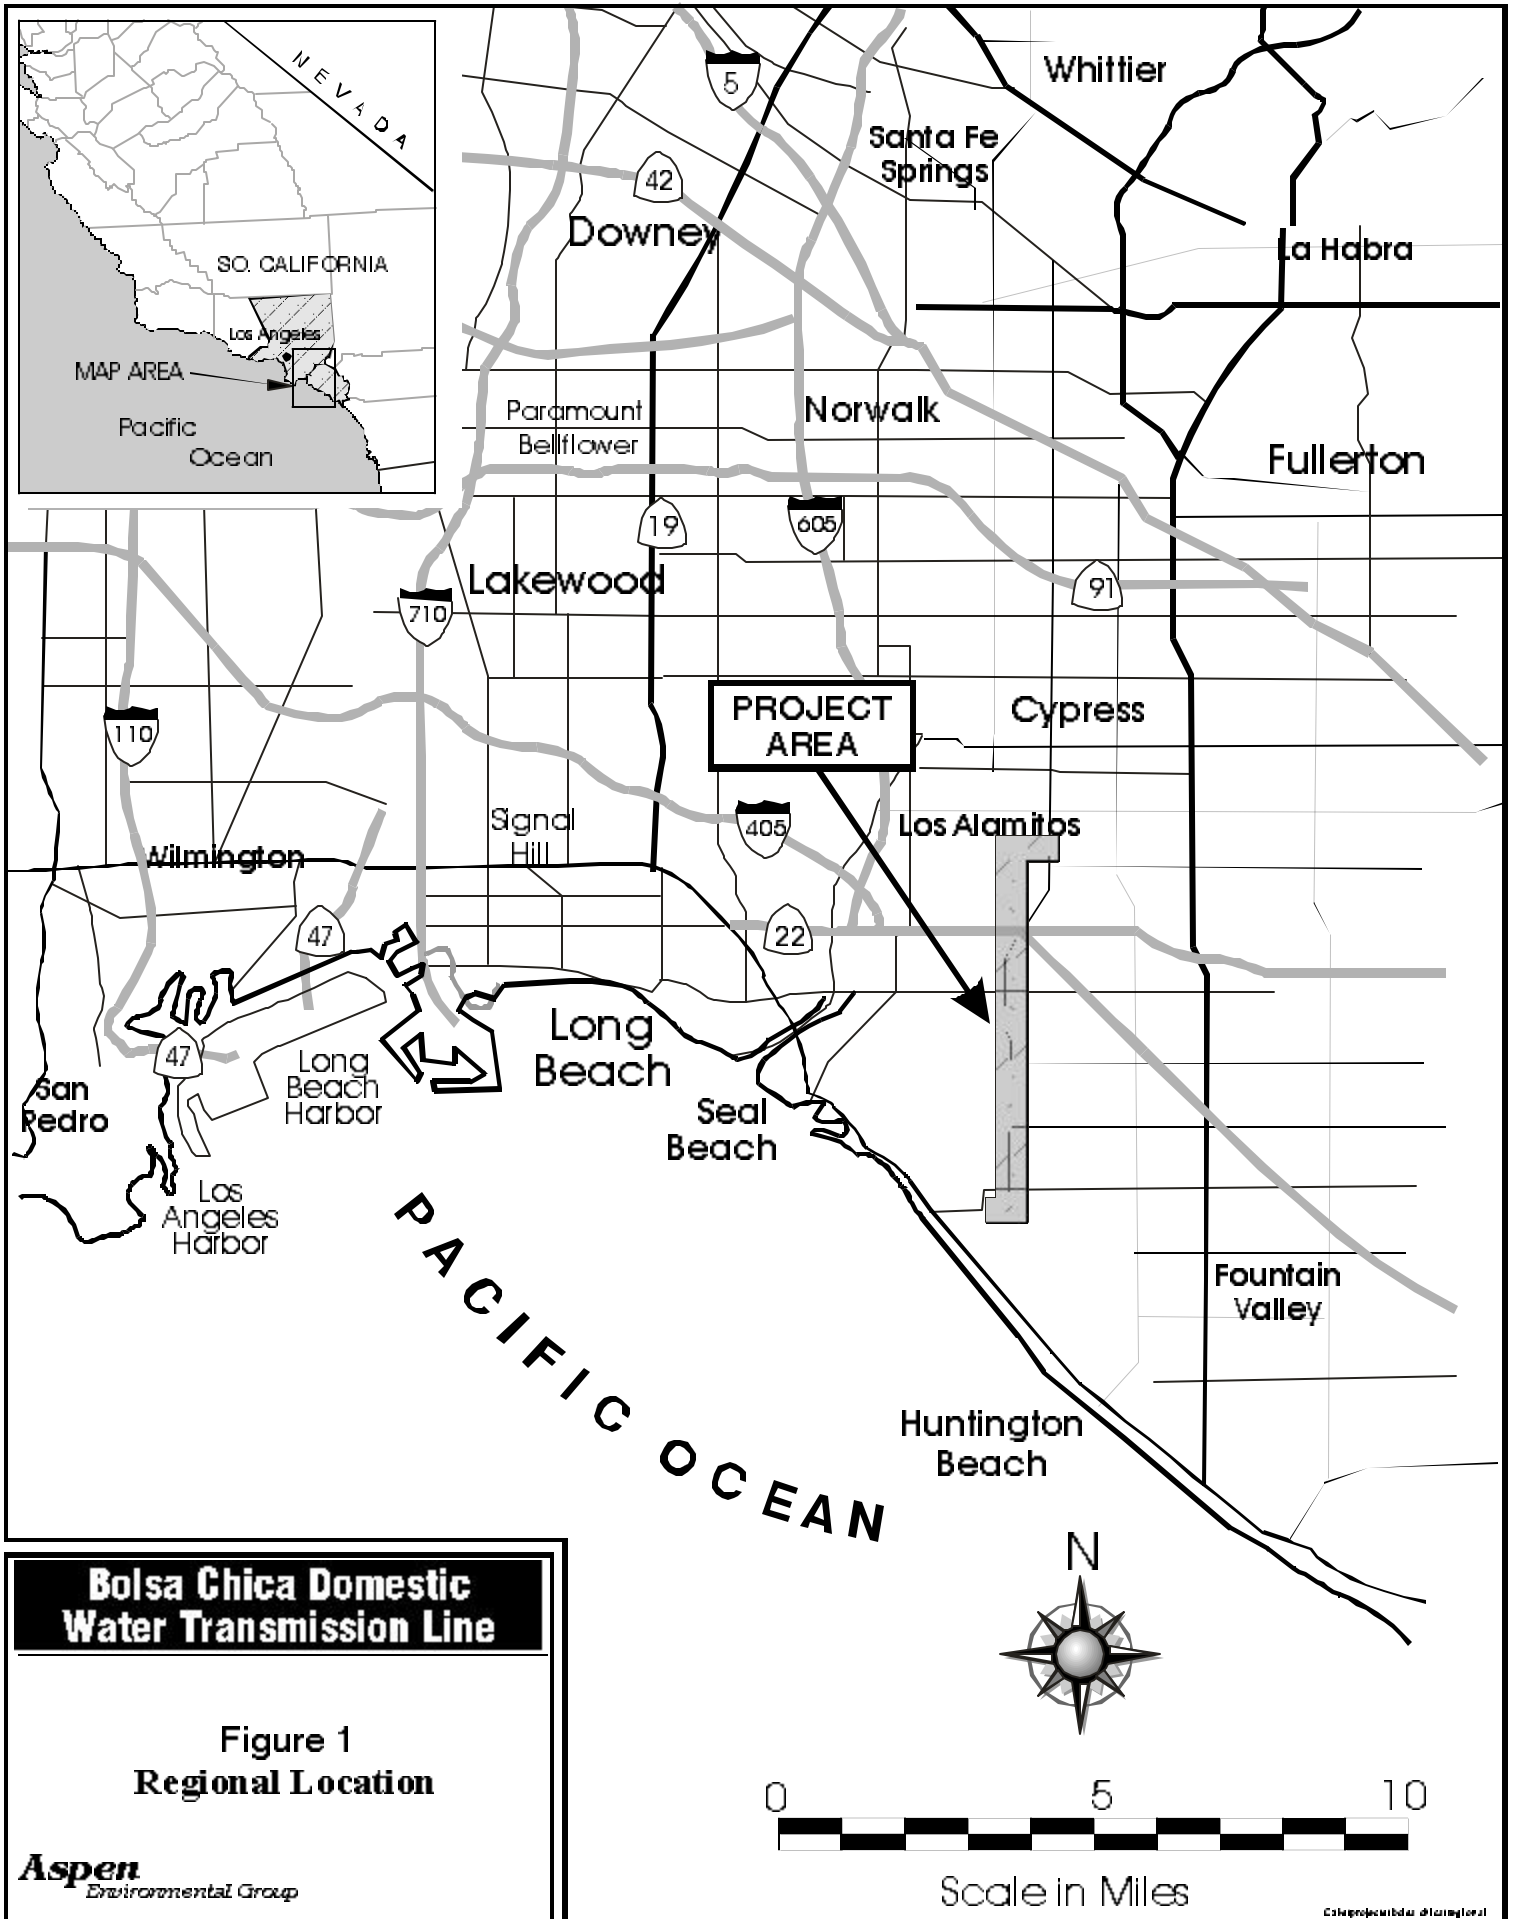 NEVADA
SO. CALIFORNIA
Los Angeles
MAP AREA
Pacific
Ocean
5
Whittier
Santa Fe
Springs
42
Downey
La Habra
Paramount
Bellflower
Norwalk
Fullerton
19
605
Lakewood
710
91
PROJECT
AREA
Cypress
110
Signal
Hill
405
Los Alamitos
Wilmington
47
22
47
Long
Beach
Harbor
Long
Beach
San
Pedro
Seal
Beach
Los
Angeles
Harbor
PACIFIC OCEAN
Fountain
Valley
Huntington
Beach
N
Bolsa Chica Domestic
Water Transmission Line
Figure 1
Regional Location
Aspen
Environmental Group
0 5 10
Scale in Miles